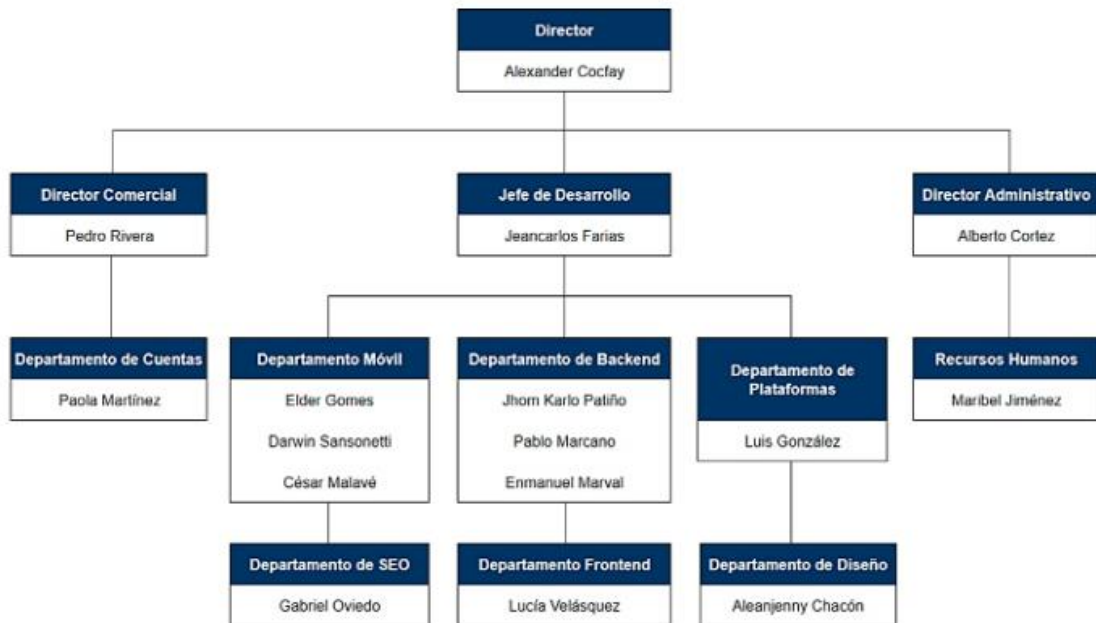 Director
Alexander Cocfay
Director Comercial
Pedro Rivera
Jefe de Desarrollo
Jeancarlos Farias
Director Administrativo
Alberto Cortez
Departamento de Cuentas
Paola Martínez
Departamento Móvil
Elder Gomes
Darwin Sansonetti
César Malavé
Departamento de Backend
Jhorn Karlo Patiño
Pablo Marcano
Enmanuel Marval
Departamento de
Plataformas
Luis González
Recursos Humanos
Maribel Jiménez
Departamento de SEO
Gabriel Oviedo
Departamento Frontend
Lucía Velásquez
Departamento de Diseño
Aleanjenny Chacón